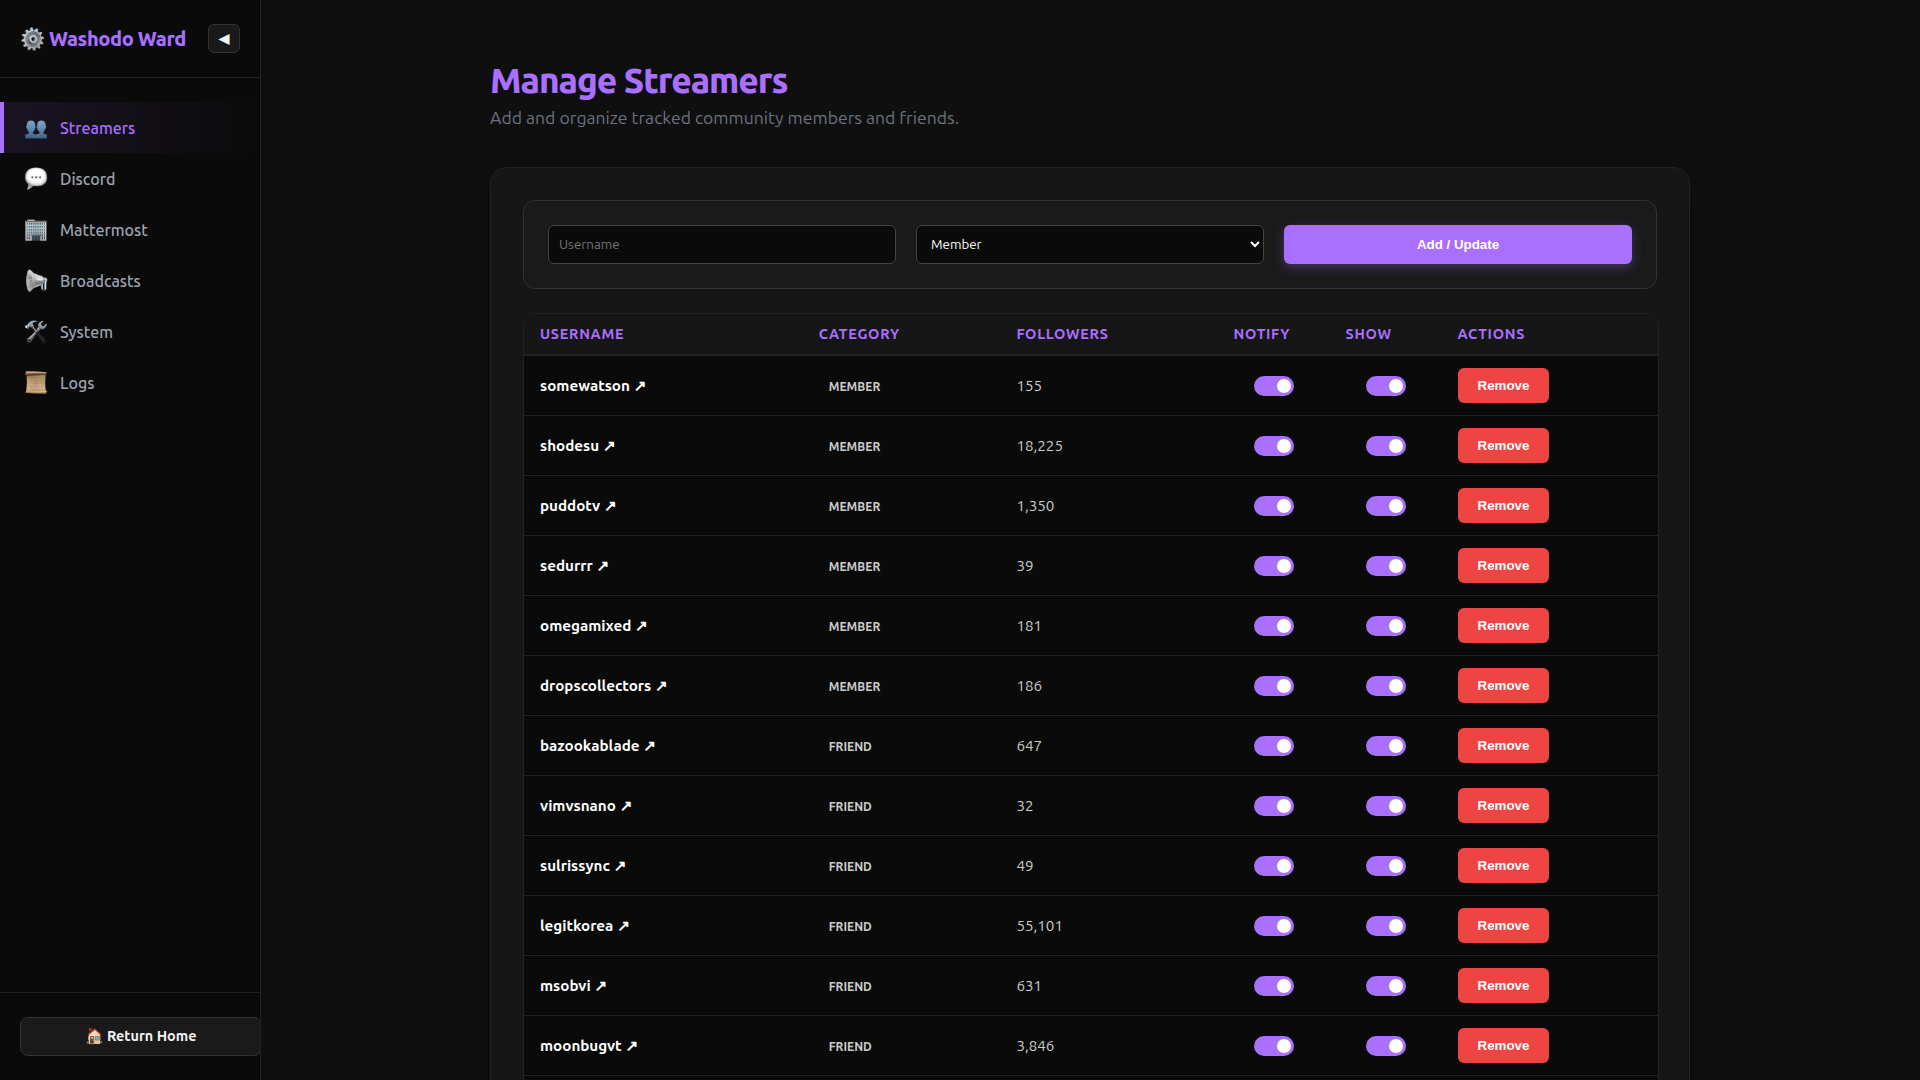 Washodo Ward
◀
Streamers
Discord
Mattermost
Broadcasts
System
Logs
Return Home
Manage Streamers
Add and organize tracked community members and friends.
Username
Member
Add / Update
USERNAME CATEGORY FOLLOWERS NOTIFY SHOW ACTIONS
somewatson ↗ MEMBER 155 Remove
shodesu ↗ MEMBER 18,225 Remove
puddotv ↗ MEMBER 1,350 Remove
sedurrr ↗ MEMBER 39 Remove
omegamixed ↗ MEMBER 181 Remove
dropscollectors ↗ MEMBER 186 Remove
bazookablade ↗ FRIEND 647 Remove
vimvsnano ↗ FRIEND 32 Remove
sulrissync ↗ FRIEND 49 Remove
legitkorea ↗ FRIEND 55,101 Remove
msobvi ↗ FRIEND 631 Remove
moonbugvt ↗ FRIEND 3,846 Remove